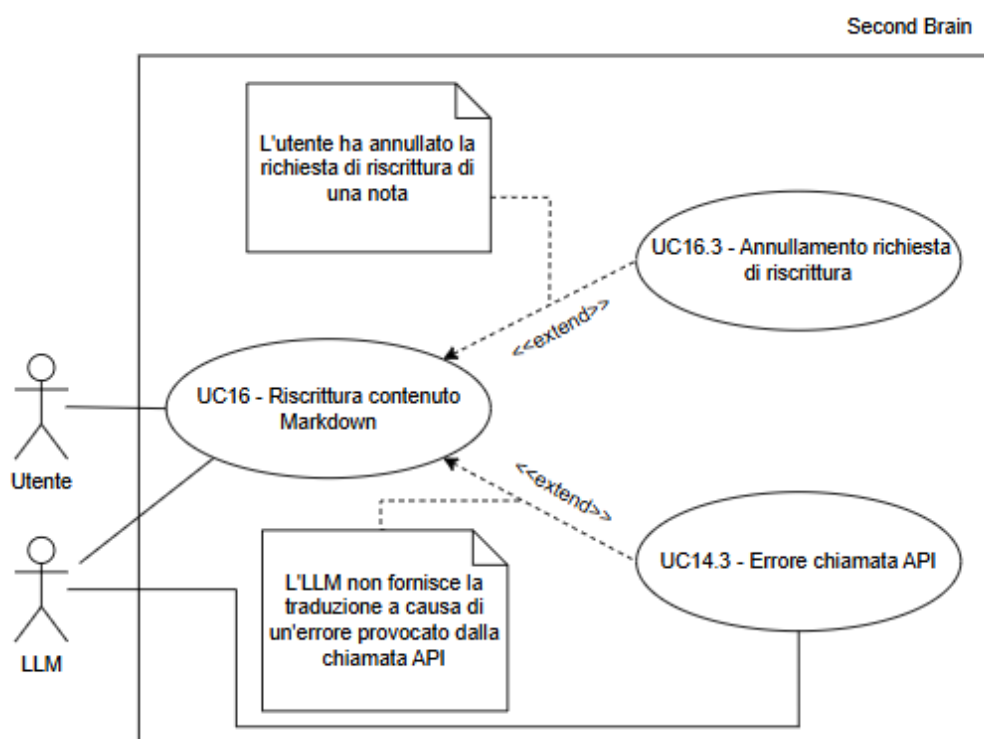 Second Brain
L'utente ha annullato la
richiesta di riscrittura di
una nota
UC16.3 - Annullamento richiesta
di riscrittura
<<extend>>
UC16 - Riscrittura contenuto
Markdown
Utente
<<extend>>
UC14.3 - Errore chiamata API
L'LLM non fornisce la
traduzione a causa di
un'errore provocato dalla
chiamata API
LLM